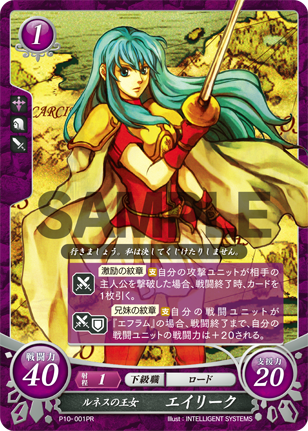 1
CARCI
SAMPLE
行きましょう。私は決してくじけたりしません。
激励の紋章 支 自分の攻撃ユニットが相手の
主人公を撃破した場合、戦闘終了時、カードを
1枚引く。
兄妹の紋章 支 自分の戦闘ユニットが
『エフラム』の場合、戦闘終了まで、自分の
戦闘ユニットの戦闘力は+20される。
戦闘力
40
射程 1
下級職
ロード
支援力
20
ルネスの王女 エイリーク
P10-001PR
Illust : INTELLIGENT SYSTEMS